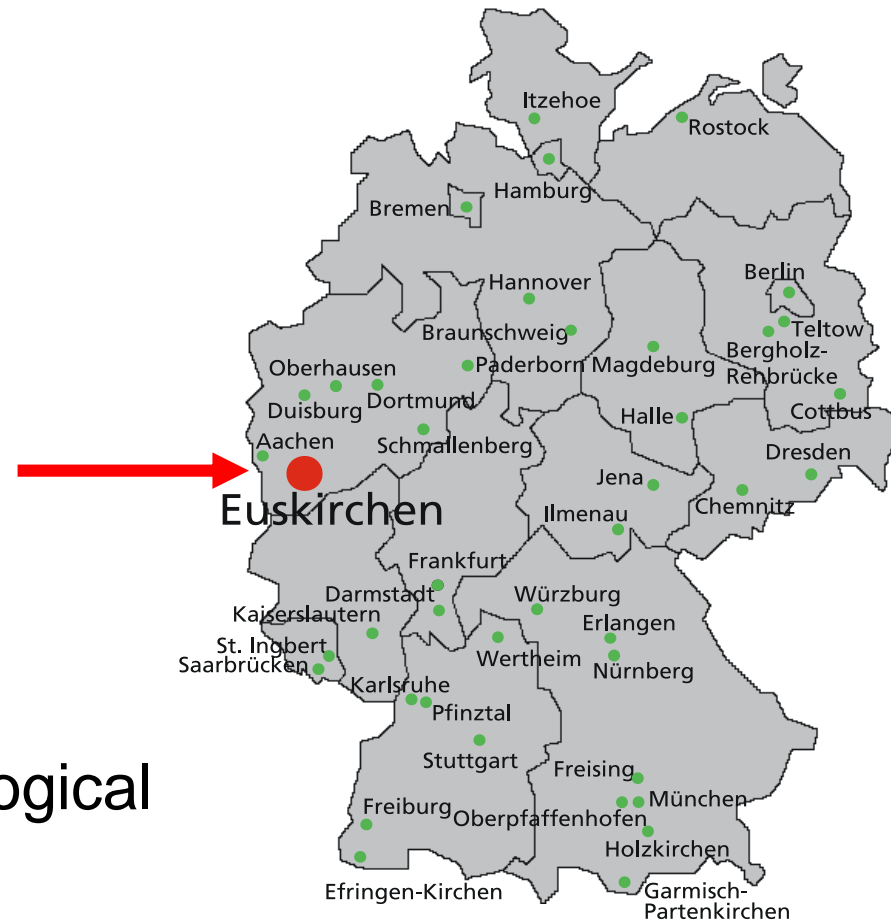 Itzehoe
Rostock
Hamburg
Bremen
Berlin
Hannover
Teltow
Braunschweig
Bergholz-
Rehbrücke
Oberhausen
Paderborn
Magdeburg
Duisburg
Dortmund
Cottbus
Halle
Aachen
Schmallenberg
Dresden
Jena
Chemnitz
Euskirchen
Ilmenau
Frankfurt
Darmstadt
Würzburg
Kaiserslautern
Erlangen
St. Ingbert
Wertheim
Saarbrücken
Nürnberg
Karlsruhe
Pfinztal
Stuttgart
Freising
ogical
München
Freiburg
Oberpfaffenhofen
Holzkirchen
Efringen-Kirchen
Garmisch-
Partenkirchen